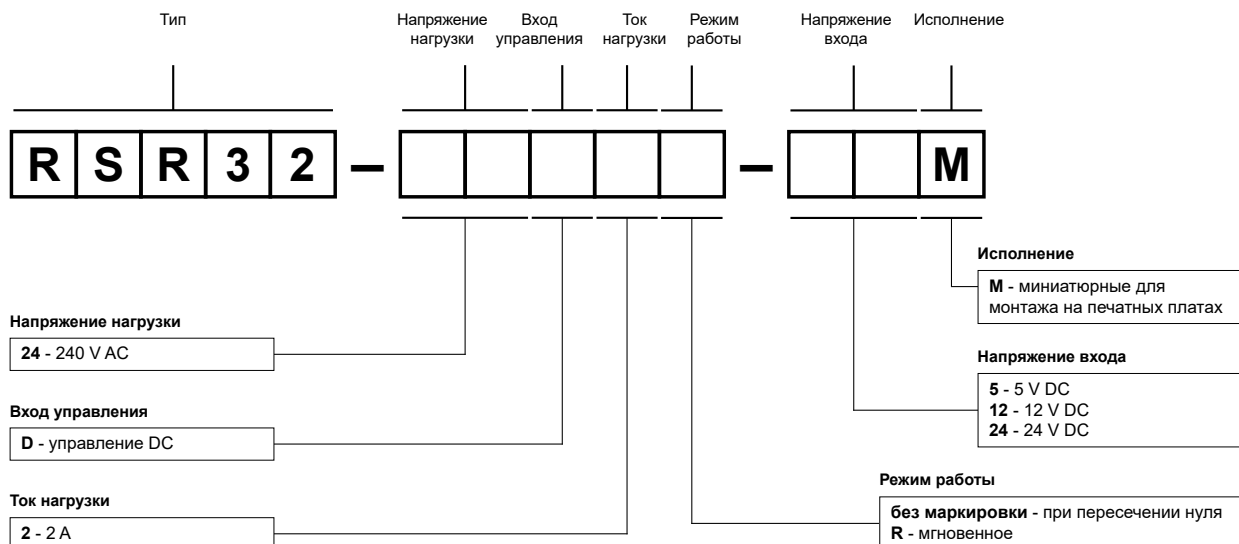 Тип
Напряжение нагрузки
Вход управления
Ток нагрузки
Режим работы
Напряжение входа
Исполнение
RSR32 – – M
Исполнение
M - миниатюрные для
монтажа на печатных платах
Напряжение нагрузки
24 - 240 V AC
Напряжение входа
5 - 5 V DC
12 - 12 V DC
24 - 24 V DC
Вход управления
D - управление DC
Режим работы
без маркировки - при пересечении нуля
R - мгновенное
Ток нагрузки
2 - 2 A